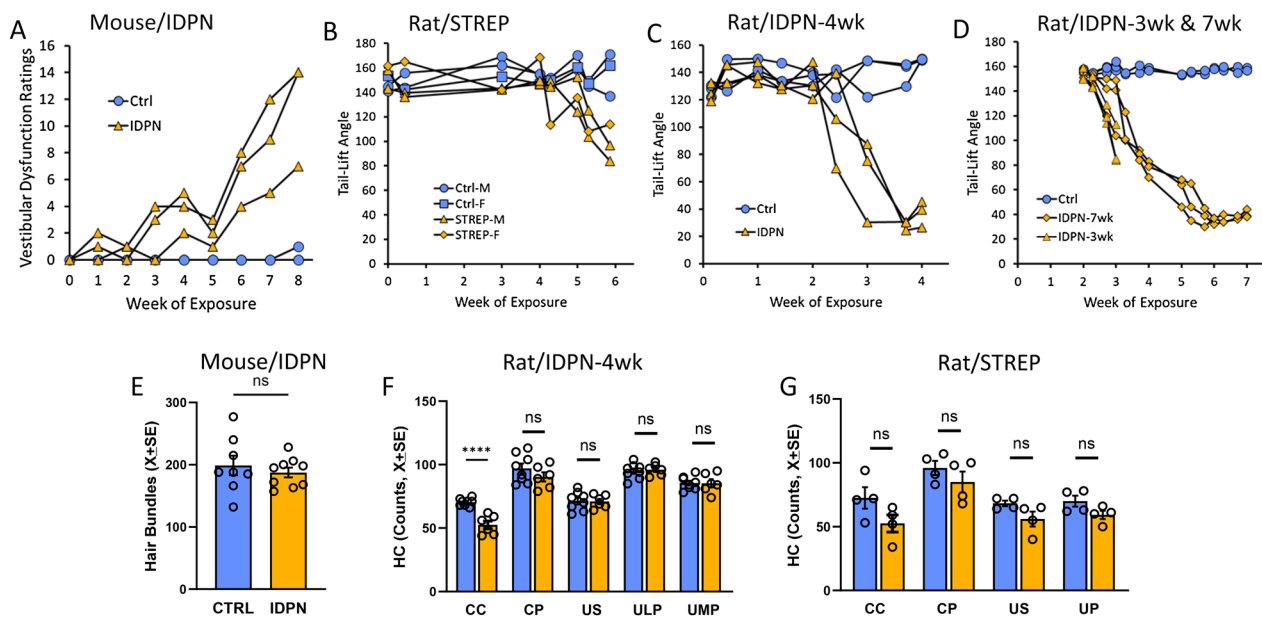 A
Mouse/IDPN
Vestibular Dysfunction Ratings
16
14
12
10
8
6
4
2
0
Ctrl
IDPN
0 1 2 3 4 5 6 7 8
Week of Exposure
B
Rat/STREP
Tail-Lift Angle
180
160
140
120
100
80
60
40
20
0
Ctrl-M
Ctrl-F
STREP-M
STREP-F
0 1 2 3 4 5 6
Week of Exposure
C
Rat/IDPN-4wk
Tail-Lift Angle
160
140
120
100
80
60
40
20
0
Ctrl
IDPN
0 1 2 3 4
Week of Exposure
D
Rat/IDPN-3wk & 7wk
Tail-Lift Angle
180
160
140
120
100
80
60
40
20
0
Ctrl
IDPN-7wk
IDPN-3wk
0 1 2 3 4 5 6 7
Week of Exposure
E
Mouse/IDPN
Hair Bundles (X±SE)
300
200
100
0
ns
CTRL IDPN
F
Rat/IDPN-4wk
HC (Counts, X±SE)
150
100
50
0
****
ns
ns
ns
ns
CC CP US ULP UMP
G
Rat/STREP
HC (Counts, X±SE)
150
100
50
0
ns
ns
ns
ns
CC CP US UP